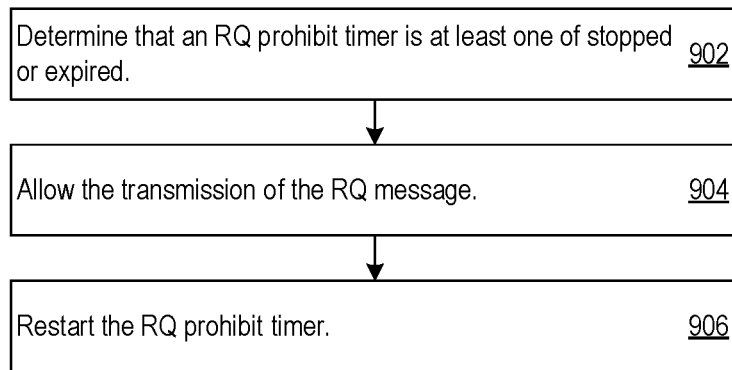 Determine that an RQ prohibit timer is at least one of stopped
or expired.
902
Allow the transmission of the RQ message.
904
Restart the RQ prohibit timer.
906